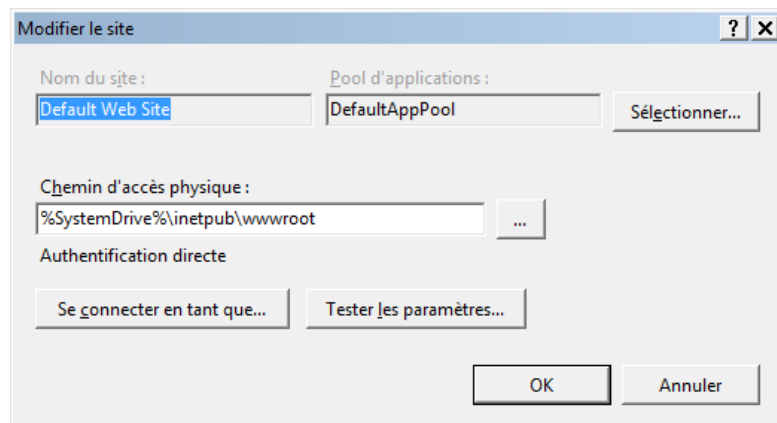 Modifier le site
Nom du site :
Pool d'applications :
Default Web Site
DefaultAppPool
Sélectionner...
Chemin d'accès physique :
%SystemDrive%\inetpub\wwwroot
...
Authentification directe
Se connecter en tant que...
Tester les paramètres...
OK
Annuler